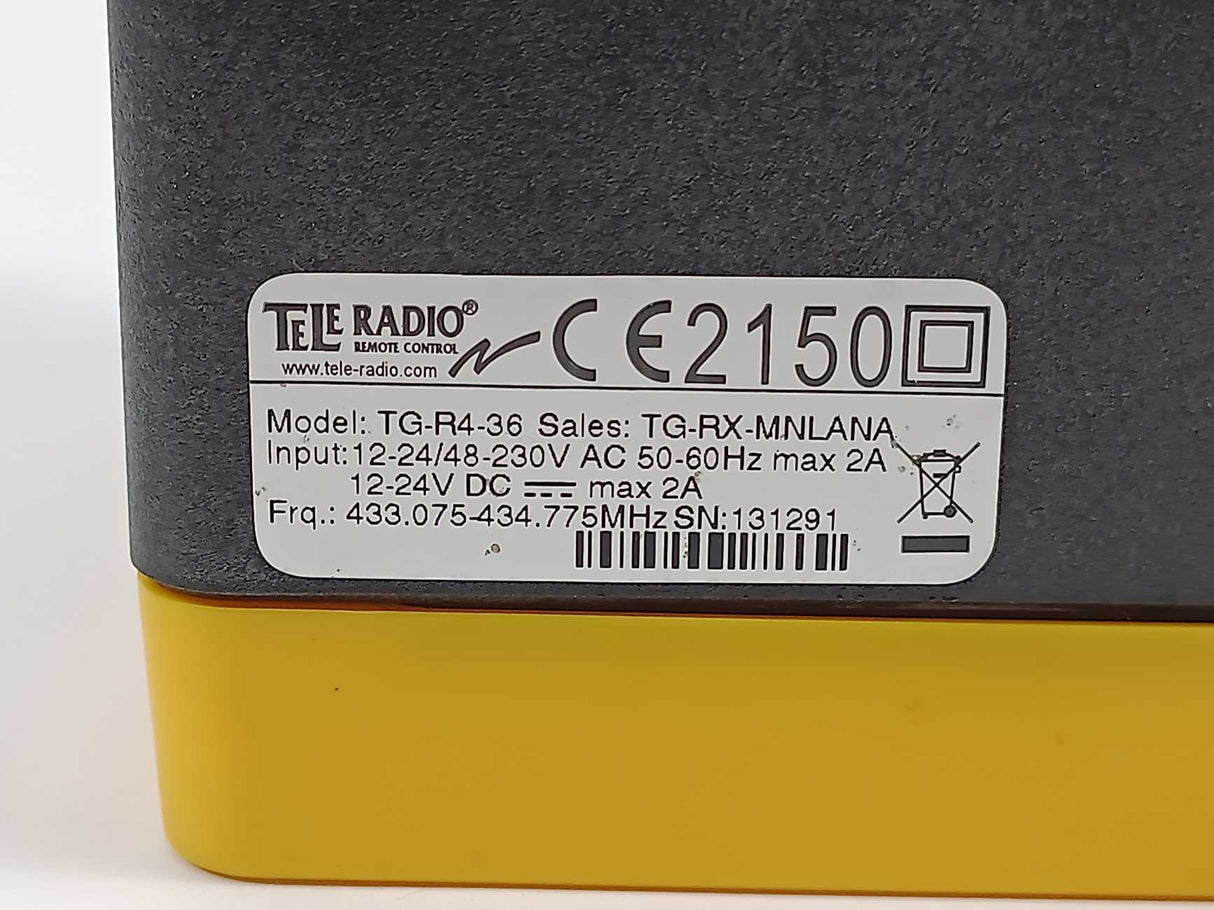 TELE RADIO®
REMOTE CONTROL
www.tele-radio.com
CE2150
Model: TG-R4-36 Sales: TG-RX-MNLANA
Input: 12-24/48-230V AC 50-60Hz max 2A
12-24V DC max 2A
Frq.: 433.075-434.775MHz SN:131291